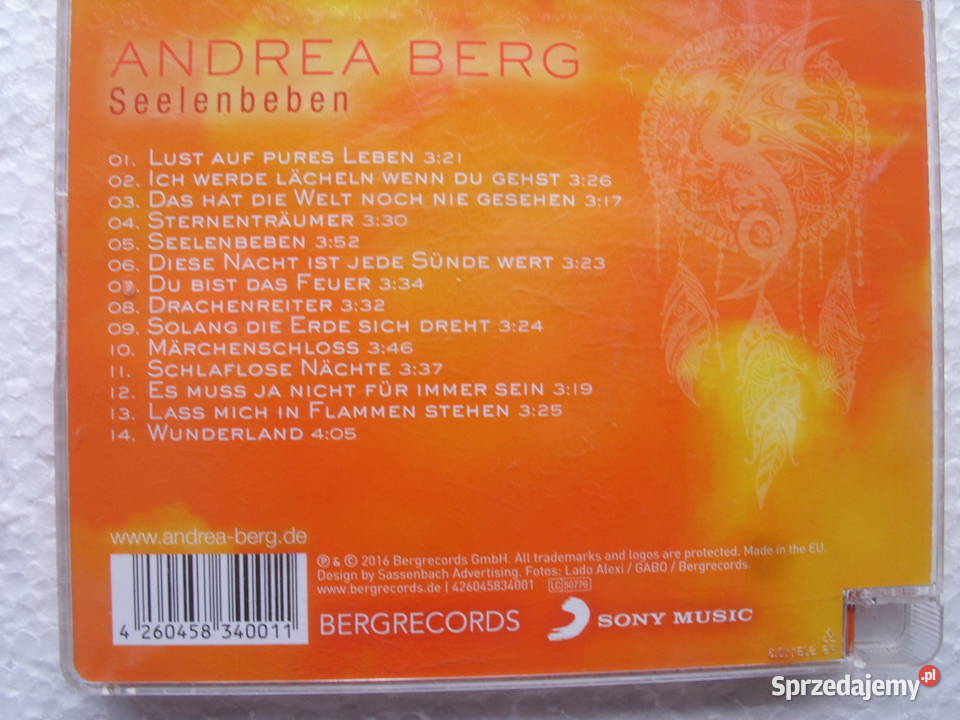 ANDREA BERG
Seelenbeben
01. LUST AUF PURES LEBEN 3:21
02. ICH WERDE LÄCHELN WENN DU GEHST 3:26
03. DAS HAT DIE WELT NOCH NIE GESEHEN 3:17
04. STERNENTRÄUMER 3:30
05. SEELENBEBEN 3:52
06. DIESE NACHT IST JEDE SÜNDE WERT 3:23
07. DU BIST DAS FEUER 3:34
08. DRACHENREITER 3:32
09. SOLANG DIE ERDE SICH DREHT 3:24
10. MÄRCHENSCHLOSS 3:46
11. SCHLAFLOSE NÄCHTE 3:37
12. ES MUSS JA NICHT FÜR IMMER SEIN 3:19
13. LASS MICH IN FLAMMEN STEHEN 3:25
14. WUNDERLAND 4:05
www.andrea-berg.de
℗ & © 2016 Bergrecords GmbH. All trademarks and logos are protected. Made in the EU.
Design by Sassenbach Advertising. Fotos: Lado Alexi / GABO / Bergrecords.
www.bergrecords.de | 426045834001 LC 50776
4 260458 340011
BERGRECORDS SONY MUSIC
Sprzedajemy.pl